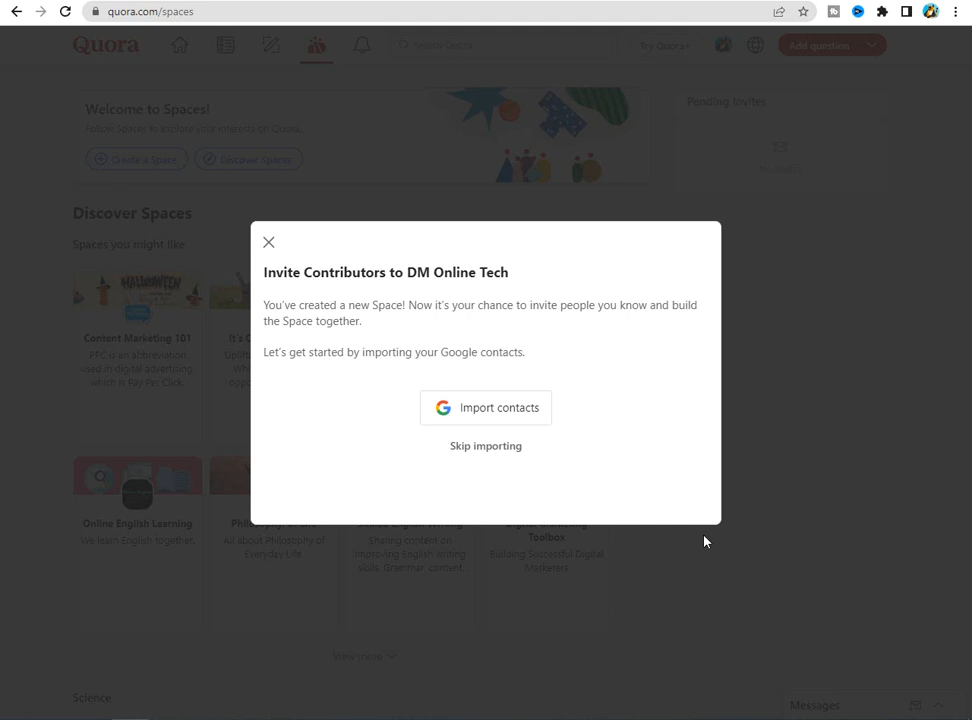 quora.com/spaces
Quora
Search Quora
Try Quora+
Add question
Welcome to Spaces!
Follow Spaces to explore your interests on Quora.
Create a Space
Discover Spaces
Pending Invites
Discover Spaces
Spaces you might like
HALLOWEEN
Invite Contributors to DM Online Tech
You've created a new Space! Now it's your chance to invite people you know and build
the Space together.
Let's get started by importing your Google contacts.
Import contacts
Skip importing
Content Marketing 101
PPC is an abbreviation
used in digital advertising
which is Pay Per Click.
Online English Learning
We learn English together.
All about Philosophy of
Everyday Life.
Sharing content on
improving English writing
skills, Grammar, content
Toolbox
Building Successful Digital
Marketers.
View more
Science
Messages